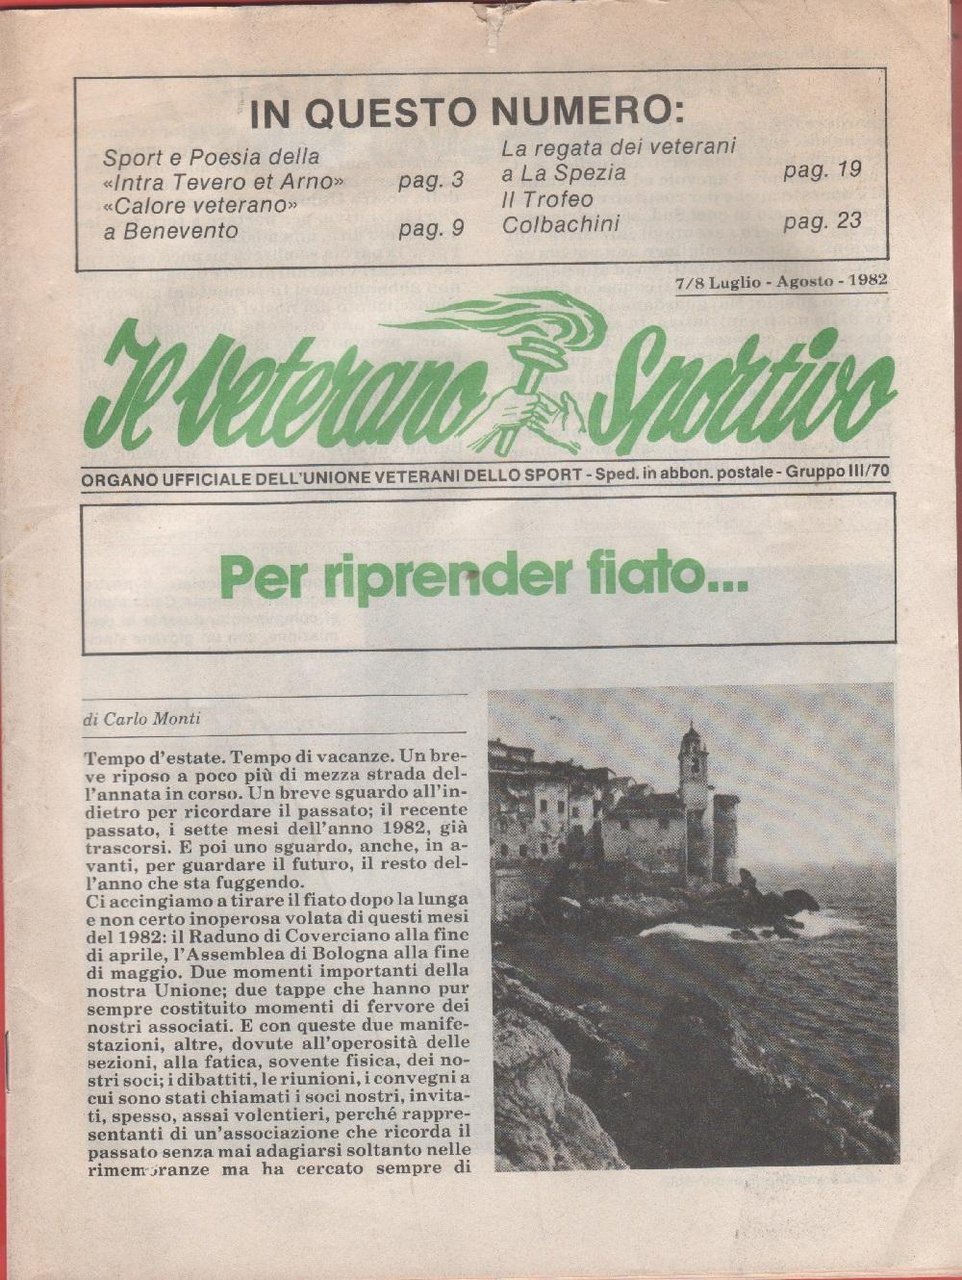 IN QUESTO NUMERO:
Sport e Poesia della
«Intra Tevero et Arno» pag. 3
«Calore veterano»
a Benevento pag. 9
La regata dei veterani
a La Spezia pag. 19
Il Trofeo
Colbachini pag. 23
7/8 Luglio - Agosto - 1982
Il Veterano Sportivo
ORGANO UFFICIALE DELL'UNIONE VETERANI DELLO SPORT - Sped. in abbon. postale - Gruppo III/70
Per riprender fiato...
di Carlo Monti
Tempo d'estate. Tempo di vacanze. Un bre-
ve riposo a poco più di mezza strada del-
l'annata in corso. Un breve sguardo all'in-
dietro per ricordare il passato; il recente
passato, i sette mesi dell'anno 1982, già
trascorsi. E poi uno sguardo, anche, in a-
vanti, per guardare il futuro, il resto del-
l'anno che sta fuggendo.
Ci accingiamo a tirare il fiato dopo la lunga
e non certo inoperosa volata di questi mesi
del 1982: il Raduno di Coverciano alla fine
di aprile, l'Assemblea di Bologna alla fine
di maggio. Due momenti importanti della
nostra Unione; due tappe che hanno pur
sempre costituito momenti di fervore dei
nostri associati. E con queste due manife-
stazioni, altre, dovute all'operosità delle
sezioni, alla fatica, sovente fisica, dei no-
stri soci; i dibattiti, le riunioni, i convegni a
cui sono stati chiamati i soci nostri, invita-
ti, spesso, assai volentieri, perché rappre-
sentanti di un'associazione che ricorda il
passato senza mai adagiarsi soltanto nelle
rimembranze ma ha cercato sempre di